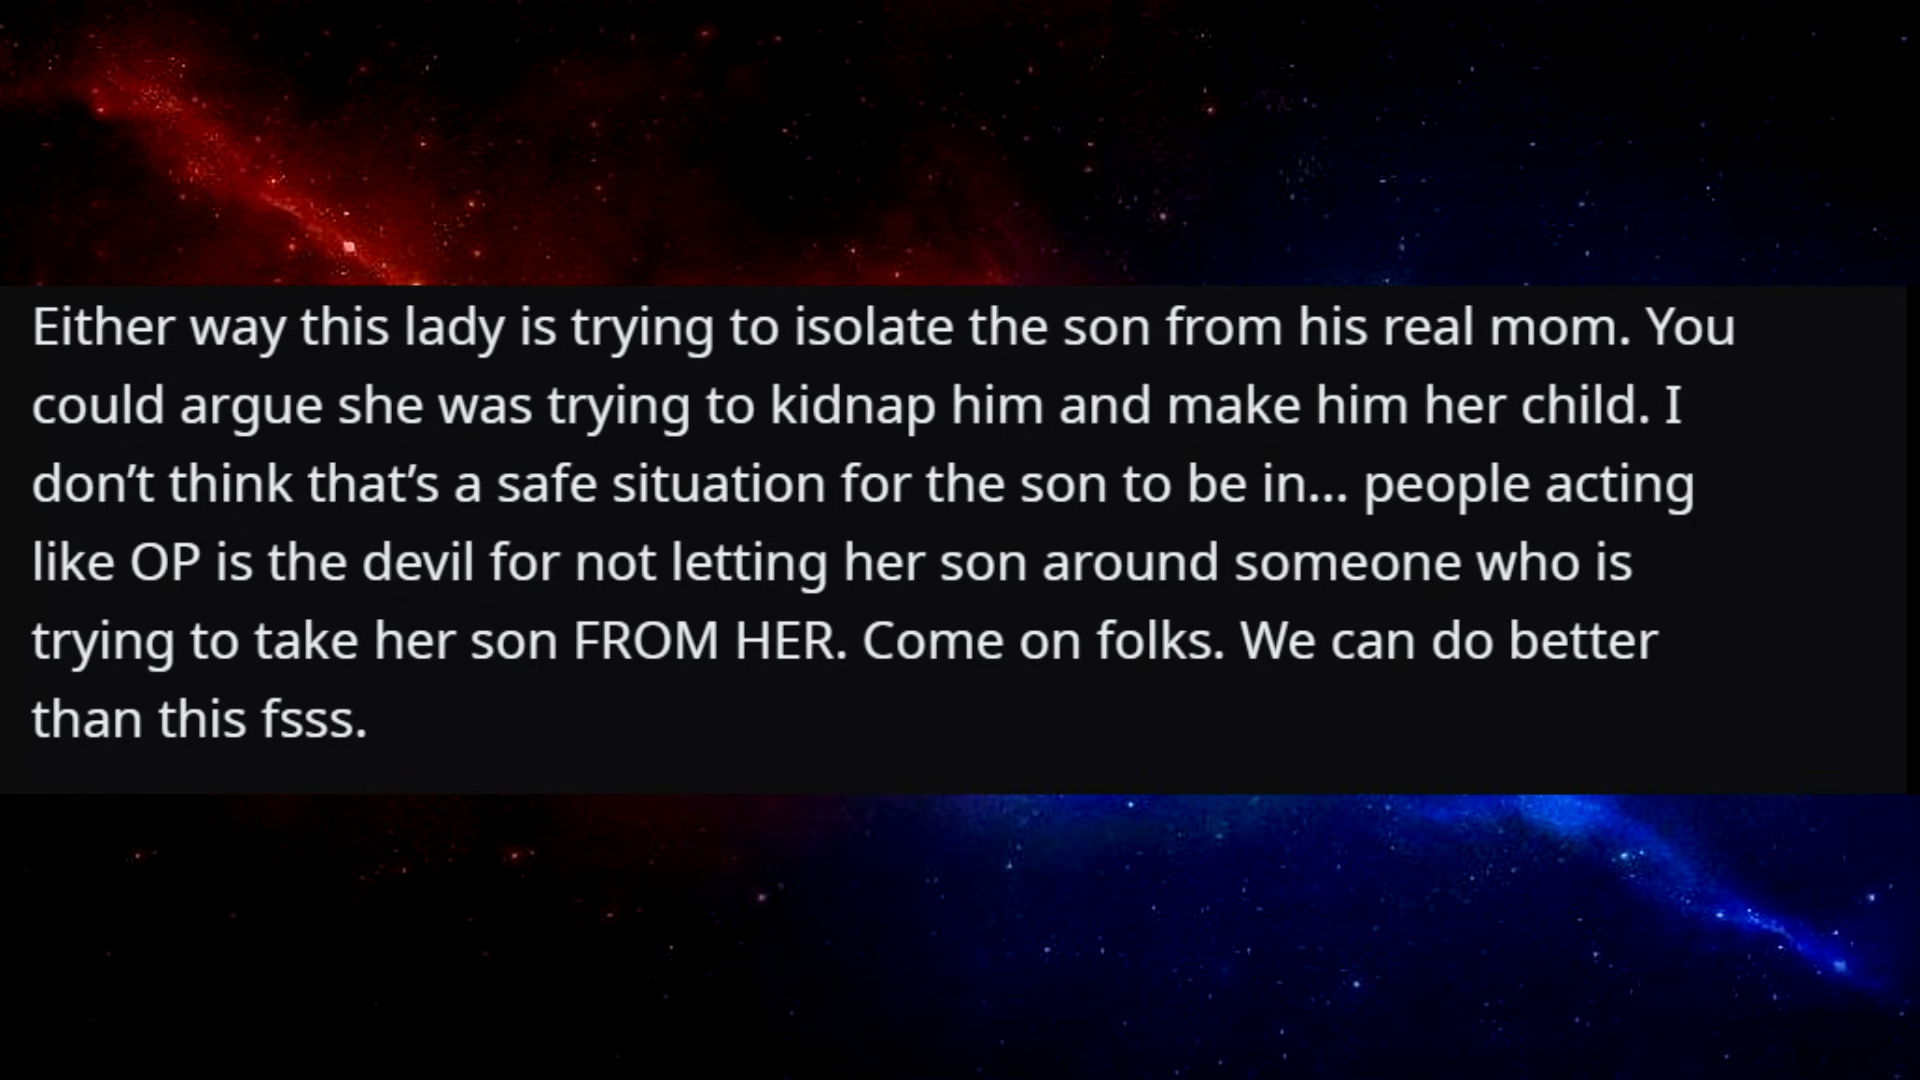 Either way this lady is trying to isolate the son from his real mom. You
could argue she was trying to kidnap him and make him her child. I
don’t think that’s a safe situation for the son to be in... people acting
like OP is the devil for not letting her son around someone who is
trying to take her son FROM HER. Come on folks. We can do better
than this fsss.